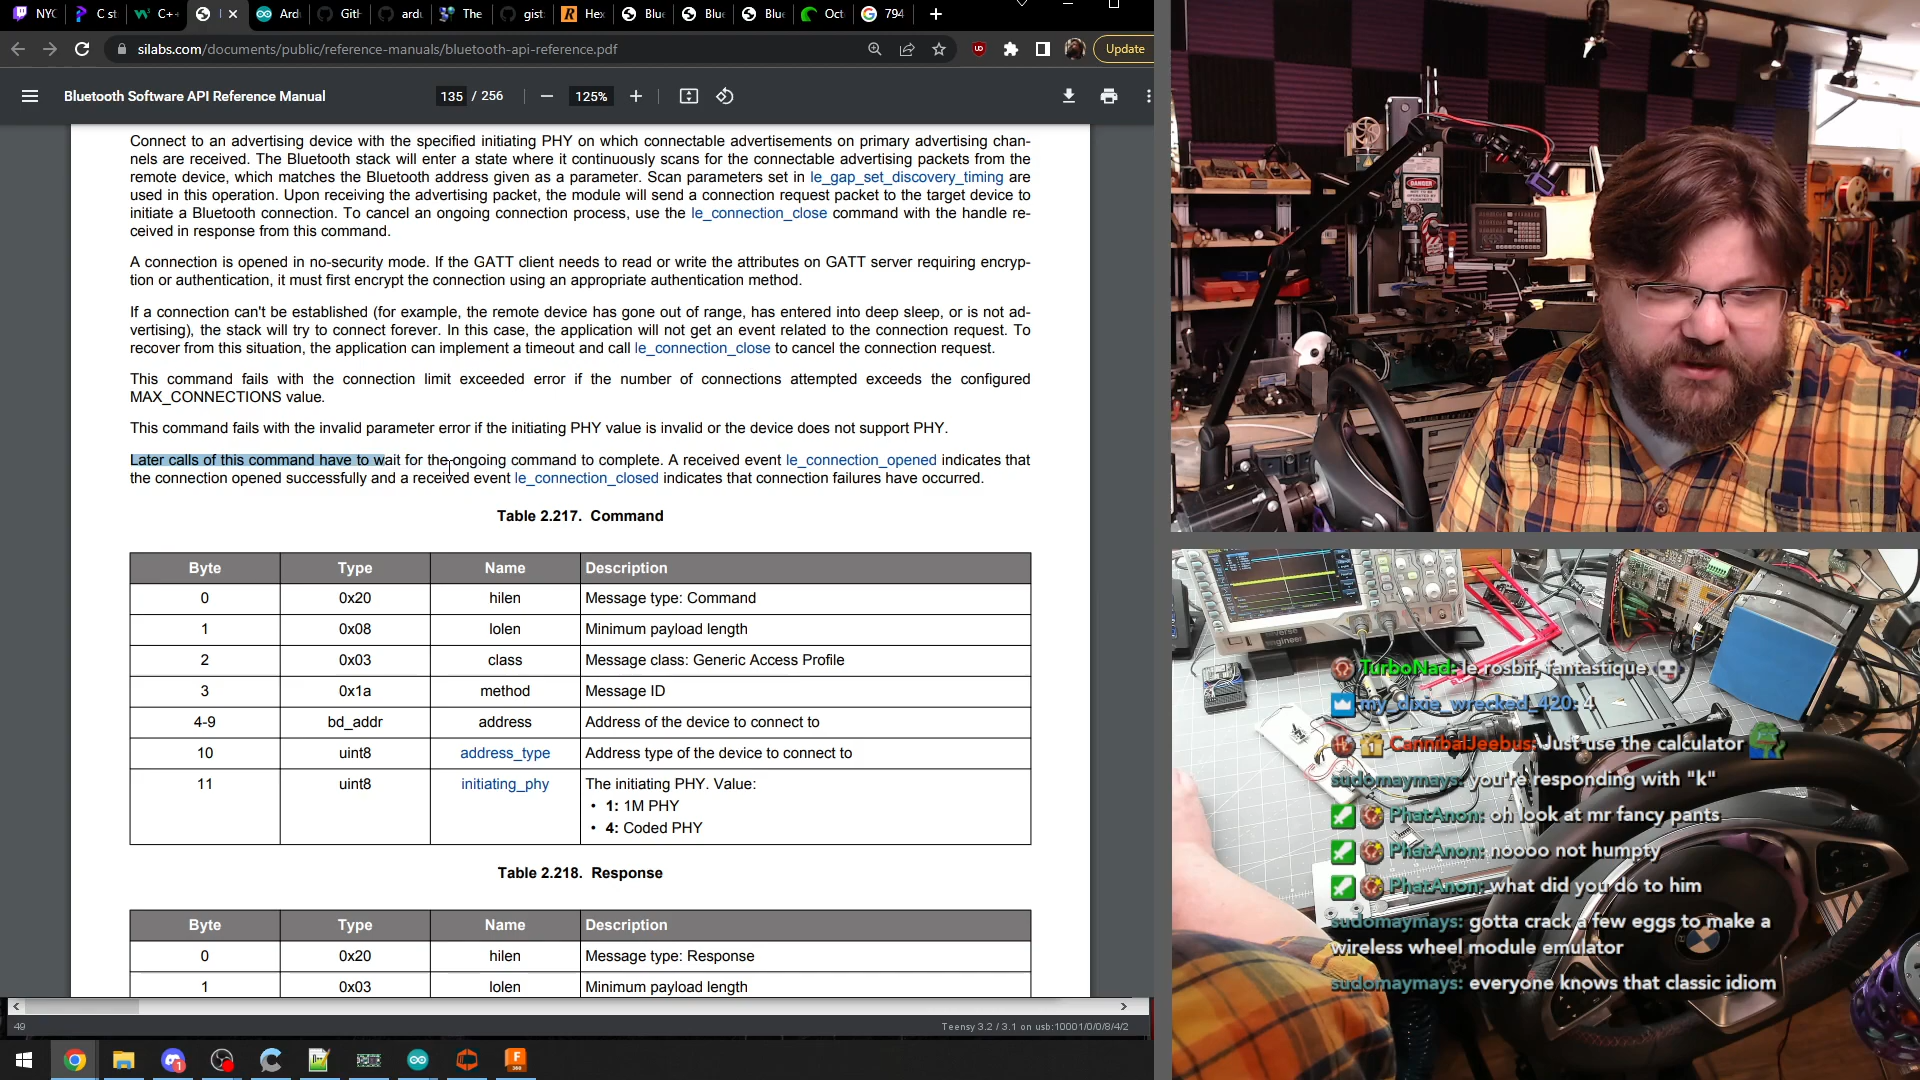 NYC
C st
C++
Ard
Gith
ardu
The
gist
Hex
Blue
Blue
Blue
Oct
794
silabs.com/documents/public/reference-manuals/bluetooth-api-reference.pdf
Update
Bluetooth Software API Reference Manual
135 / 256
125%
Connect to an advertising device with the specified initiating PHY on which connectable advertisements on primary advertising chan-
nels are received. The Bluetooth stack will enter a state where it continuously scans for the connectable advertising packets from the
remote device, which matches the Bluetooth address given as a parameter. Scan parameters set in le_gap_set_discovery_timing are
used in this operation. Upon receiving the advertising packet, the module will send a connection request packet to the target device to
initiate a Bluetooth connection. To cancel an ongoing connection process, use the le_connection_close command with the handle re-
ceived in response from this command.
A connection is opened in no-security mode. If the GATT client needs to read or write the attributes on GATT server requiring encryp-
tion or authentication, it must first encrypt the connection using an appropriate authentication method.
If a connection can't be established (for example, the remote device has gone out of range, has entered into deep sleep, or is not ad-
vertising), the stack will try to connect forever. In this case, the application will not get an event related to the connection request. To
recover from this situation, the application can implement a timeout and call le_connection_close to cancel the connection request.
This command fails with the connection limit exceeded error if the number of connections attempted exceeds the configured
MAX_CONNECTIONS value.
This command fails with the invalid parameter error if the initiating PHY value is invalid or the device does not support PHY.
Later calls of this command have to wait for the ongoing command to complete. A received event le_connection_opened indicates that
the connection opened successfully and a received event le_connection_closed indicates that connection failures have occurred.
Table 2.217. Command
Byte Type Name Description
0 0x20 hilen Message type: Command
1 0x08 lolen Minimum payload length
2 0x03 class Message class: Generic Access Profile
3 0x1a method Message ID
4-9 bd_addr address Address of the device to connect to
10 uint8 address_type Address type of the device to connect to
11 uint8 initiating_phy The initiating PHY. Value:
• 1: 1M PHY
• 4: Coded PHY
Table 2.218. Response
Byte Type Name Description
0 0x20 hilen Message type: Response
1 0x03 lolen Minimum payload length
49
Teensy 3.2 / 3.1 on usb:10001/0/0/8/4/2
DANGER
reverse
engineer
TurboNad: le rosbif, fantastique
my_dixie_wrecked_420: 4
CannibalJeebus: Just use the calculator
sudomaymays: you're responding with "k"
PhatAnon: oh look at mr fancy pants
PhatAnon: noooo not humpty
PhatAnon: what did you do to him
sudomaymays: gotta crack a few eggs to make a
wireless wheel module emulator
sudomaymays: everyone knows that classic idiom